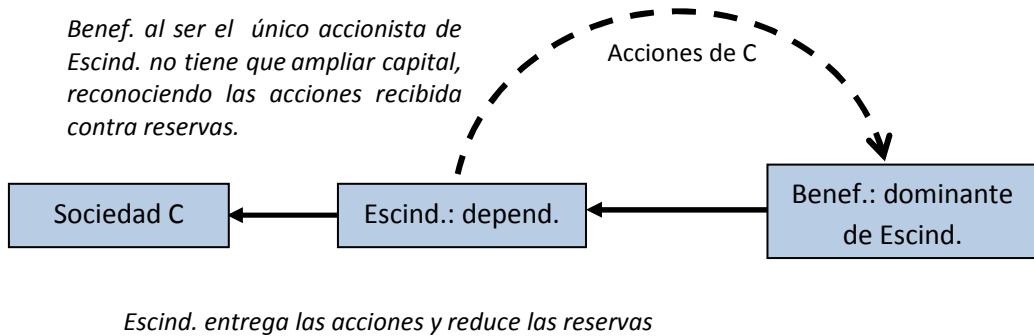 Benef. al ser el único accionista de
Escind. no tiene que ampliar capital,
reconociendo las acciones recibida
contra reservas.
Acciones de C
Sociedad C
Escind.: depend.
Benef.: dominante
de Escind.
Escind. entrega las acciones y reduce las reservas